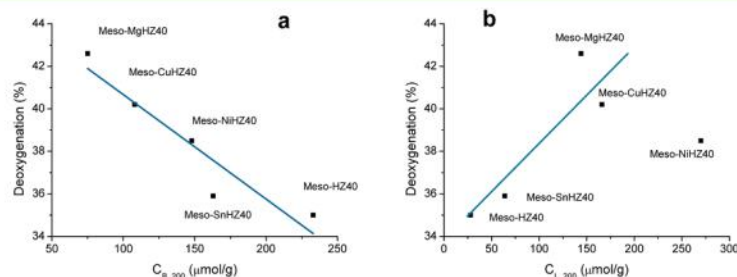 a
Deoxygenation (%)
44
42
40
38
36
34
Meso-MgHZ40
Meso-CuHZ40
Meso-NiHZ40
Meso-HZ40
Meso-SnHZ40
50
100
150
200
250
C_B_200 (μmol/g)
b
Deoxygenation (%)
44
42
40
38
36
34
Meso-MgHZ40
Meso-CuHZ40
Meso-NiHZ40
Meso-SnHZ40
Meso-HZ40
0
50
100
150
200
250
300
C_L_200 (μmol/g)